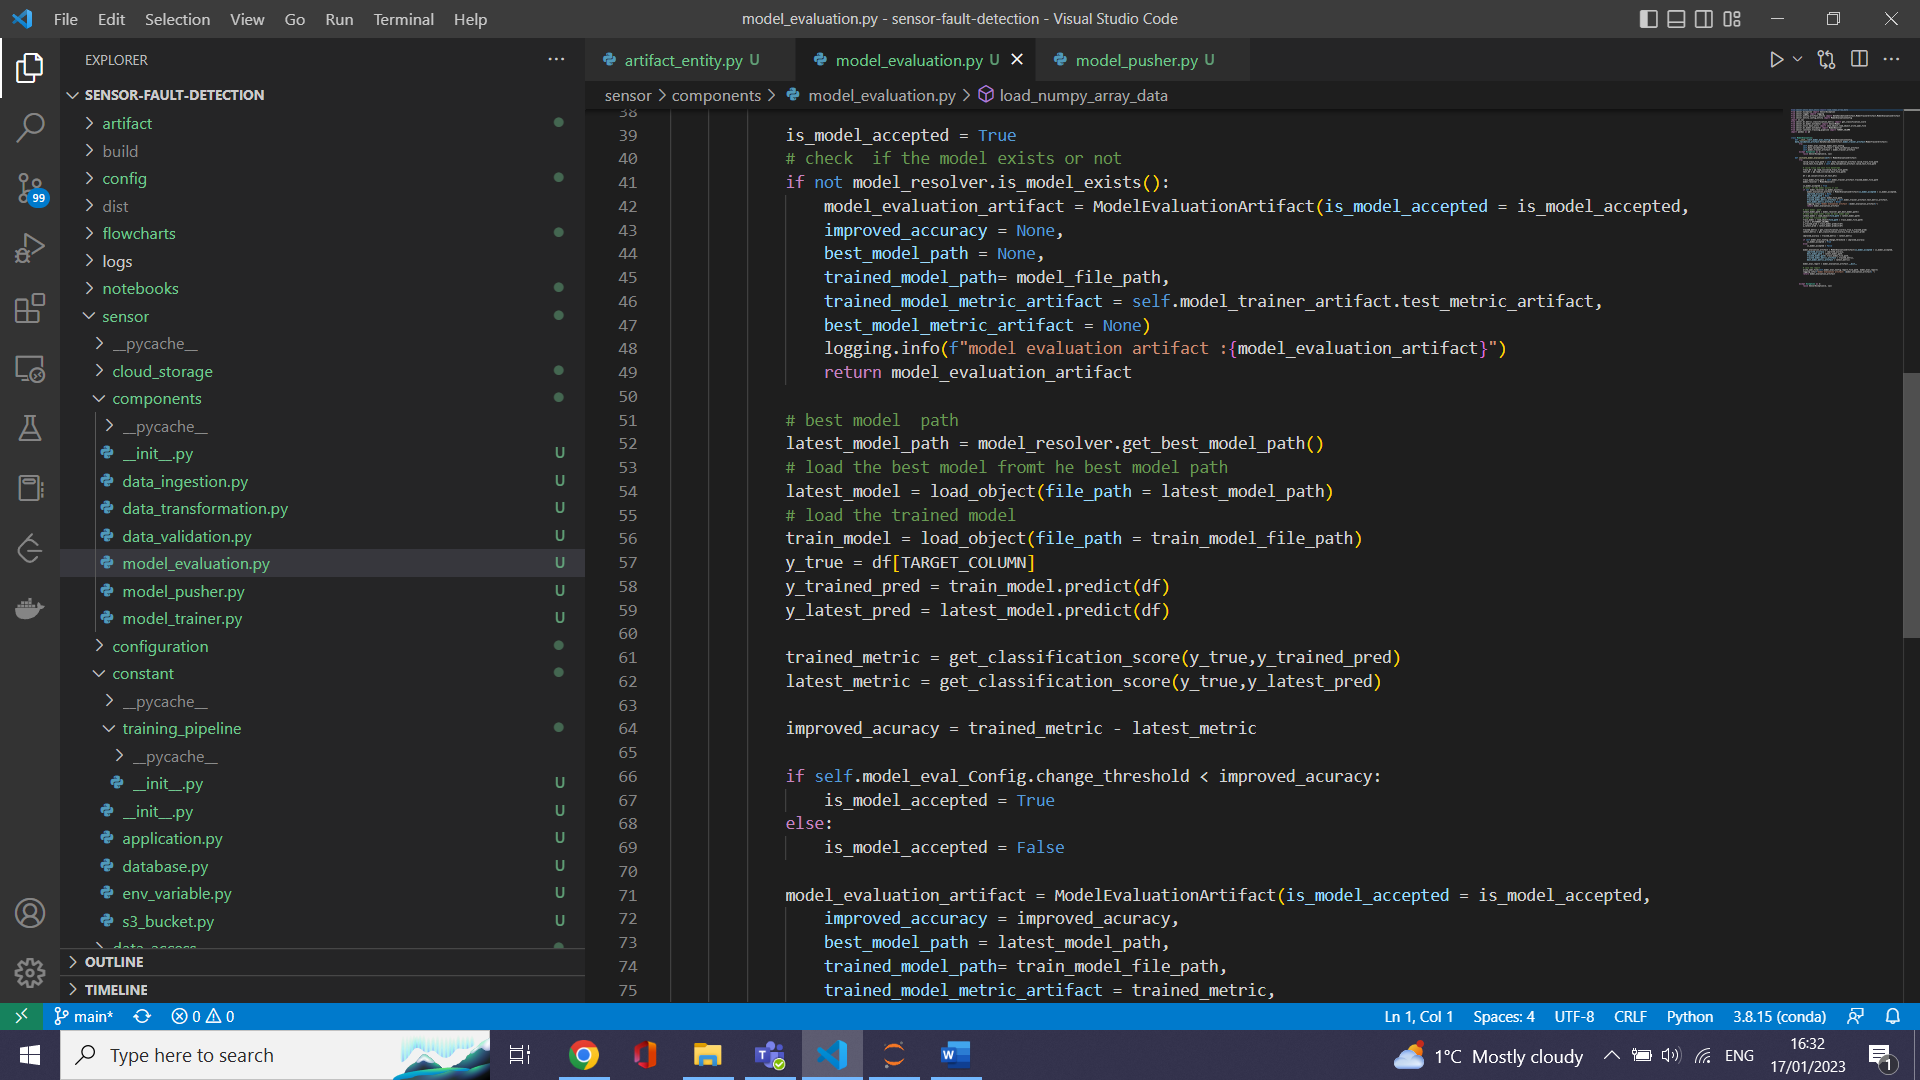 File Edit Selection View Go Run Terminal Help
model_evaluation.py - sensor-fault-detection - Visual Studio Code
EXPLORER
SENSOR-FAULT-DETECTION
artifact
build
config
dist
flowcharts
logs
notebooks
sensor
__pycache__
cloud_storage
components
__pycache__
__init__.py U
data_ingestion.py U
data_transformation.py U
data_validation.py U
model_evaluation.py U
model_pusher.py U
model_trainer.py U
configuration
constant
__pycache__
training_pipeline
__pycache__
__init__.py U
__init__.py U
application.py U
database.py U
env_variable.py U
s3_bucket.py U
data_access
OUTLINE
TIMELINE
99
artifact_entity.py U
model_evaluation.py U
model_pusher.py U
sensor > components > model_evaluation.py > load_numpy_array_data
38
39 is_model_accepted = True
40 # check  if the model exists or not
41 if not model_resolver.is_model_exists():
42 model_evaluation_artifact = ModelEvaluationArtifact(is_model_accepted = is_model_accepted,
43 improved_accuracy = None,
44 best_model_path = None,
45 trained_model_path= model_file_path,
46 trained_model_metric_artifact = self.model_trainer_artifact.test_metric_artifact,
47 best_model_metric_artifact = None)
48 logging.info(f"model evaluation artifact :{model_evaluation_artifact}")
49 return model_evaluation_artifact
50
51 # best model  path
52 latest_model_path = model_resolver.get_best_model_path()
53 # load the best model fromt he best model path
54 latest_model = load_object(file_path = latest_model_path)
55 # load the trained model
56 train_model = load_object(file_path = train_model_file_path)
57 y_true = df[TARGET_COLUMN]
58 y_trained_pred = train_model.predict(df)
59 y_latest_pred = latest_model.predict(df)
60
61 trained_metric = get_classification_score(y_true,y_trained_pred)
62 latest_metric = get_classification_score(y_true,y_latest_pred)
63
64 improved_acuracy = trained_metric - latest_metric
65
66 if self.model_eval_Config.change_threshold < improved_acuracy:
67 is_model_accepted = True
68 else:
69 is_model_accepted = False
70
71 model_evaluation_artifact = ModelEvaluationArtifact(is_model_accepted = is_model_accepted,
72 improved_accuracy = improved_acuracy,
73 best_model_path = latest_model_path,
74 trained_model_path= train_model_file_path,
75 trained_model_metric_artifact = trained_metric,
main* 0 0
Ln 1, Col 1 Spaces: 4 UTF-8 CRLF Python 3.8.15 (conda)
Type here to search
1°C Mostly cloudy
ENG
16:32
17/01/2023
1